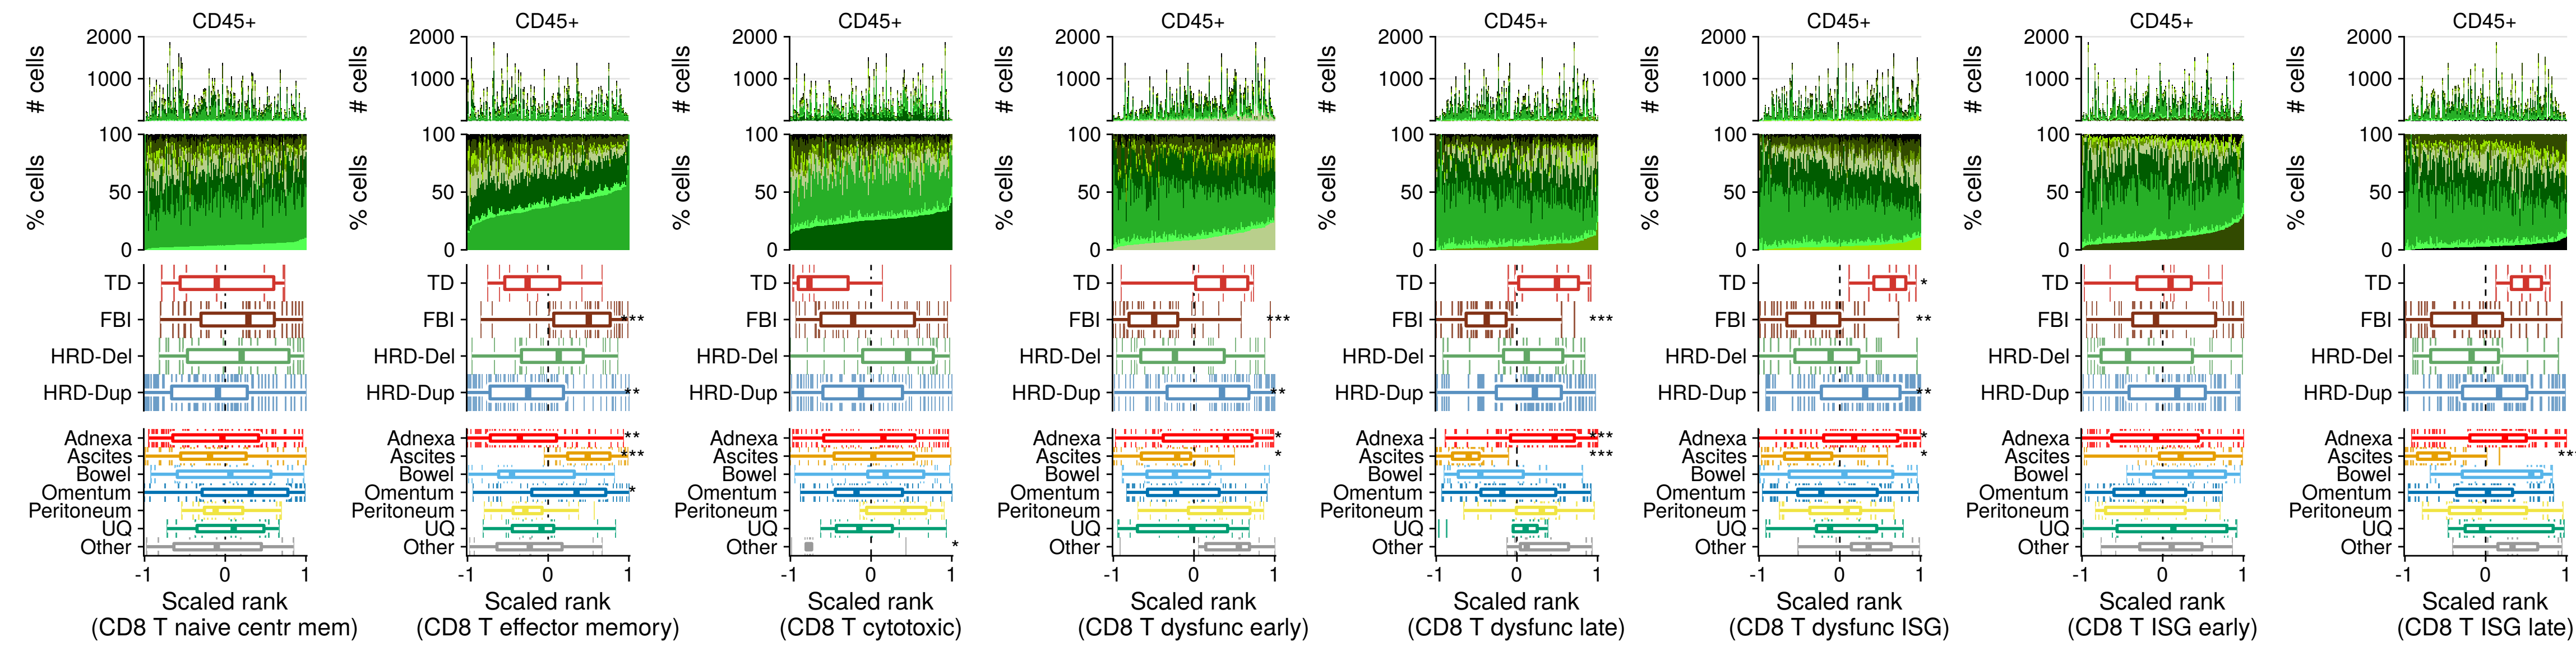 CD45+ CD45+ CD45+ CD45+ CD45+ CD45+ CD45+ CD45+
# cells # cells # cells # cells # cells # cells # cells # cells
2000 2000 2000 2000 2000 2000 2000 2000
1000 1000 1000 1000 1000 1000 1000 1000
% cells % cells % cells % cells % cells % cells % cells % cells
100 100 100 100 100 100 100 100
50 50 50 50 50 50 50 50
0 0 0 0 0 0 0 0
TD TD TD TD TD TD * TD TD
FBI FBI *** FBI FBI *** FBI *** FBI ** FBI FBI
HRD-Del HRD-Del HRD-Del HRD-Del HRD-Del HRD-Del HRD-Del HRD-Del
HRD-Dup HRD-Dup ** HRD-Dup HRD-Dup ** HRD-Dup HRD-Dup ** HRD-Dup HRD-Dup
Adnexa Adnexa ** Adnexa Adnexa * Adnexa *** Adnexa * Adnexa Adnexa
Ascites Ascites *** Ascites Ascites * Ascites *** Ascites * Ascites Ascites
Bowel Bowel Bowel Bowel Bowel Bowel Bowel Bowel
Omentum Omentum * Omentum Omentum Omentum Omentum Omentum Omentum
Peritoneum Peritoneum Peritoneum Peritoneum Peritoneum Peritoneum Peritoneum Peritoneum
UQ UQ UQ UQ UQ UQ UQ UQ
Other Other Other * Other Other Other Other Other
-1 0 1 -1 0 1 -1 0 1 -1 0 1 -1 0 1 -1 0 1 -1 0 1 -1 0 1
Scaled rank Scaled rank Scaled rank Scaled rank Scaled rank Scaled rank Scaled rank Scaled rank
(CD8 T naive centr mem) (CD8 T effector memory) (CD8 T cytotoxic) (CD8 T dysfunc early) (CD8 T dysfunc late) (CD8 T dysfunc ISG) (CD8 T ISG early) (CD8 T ISG late)